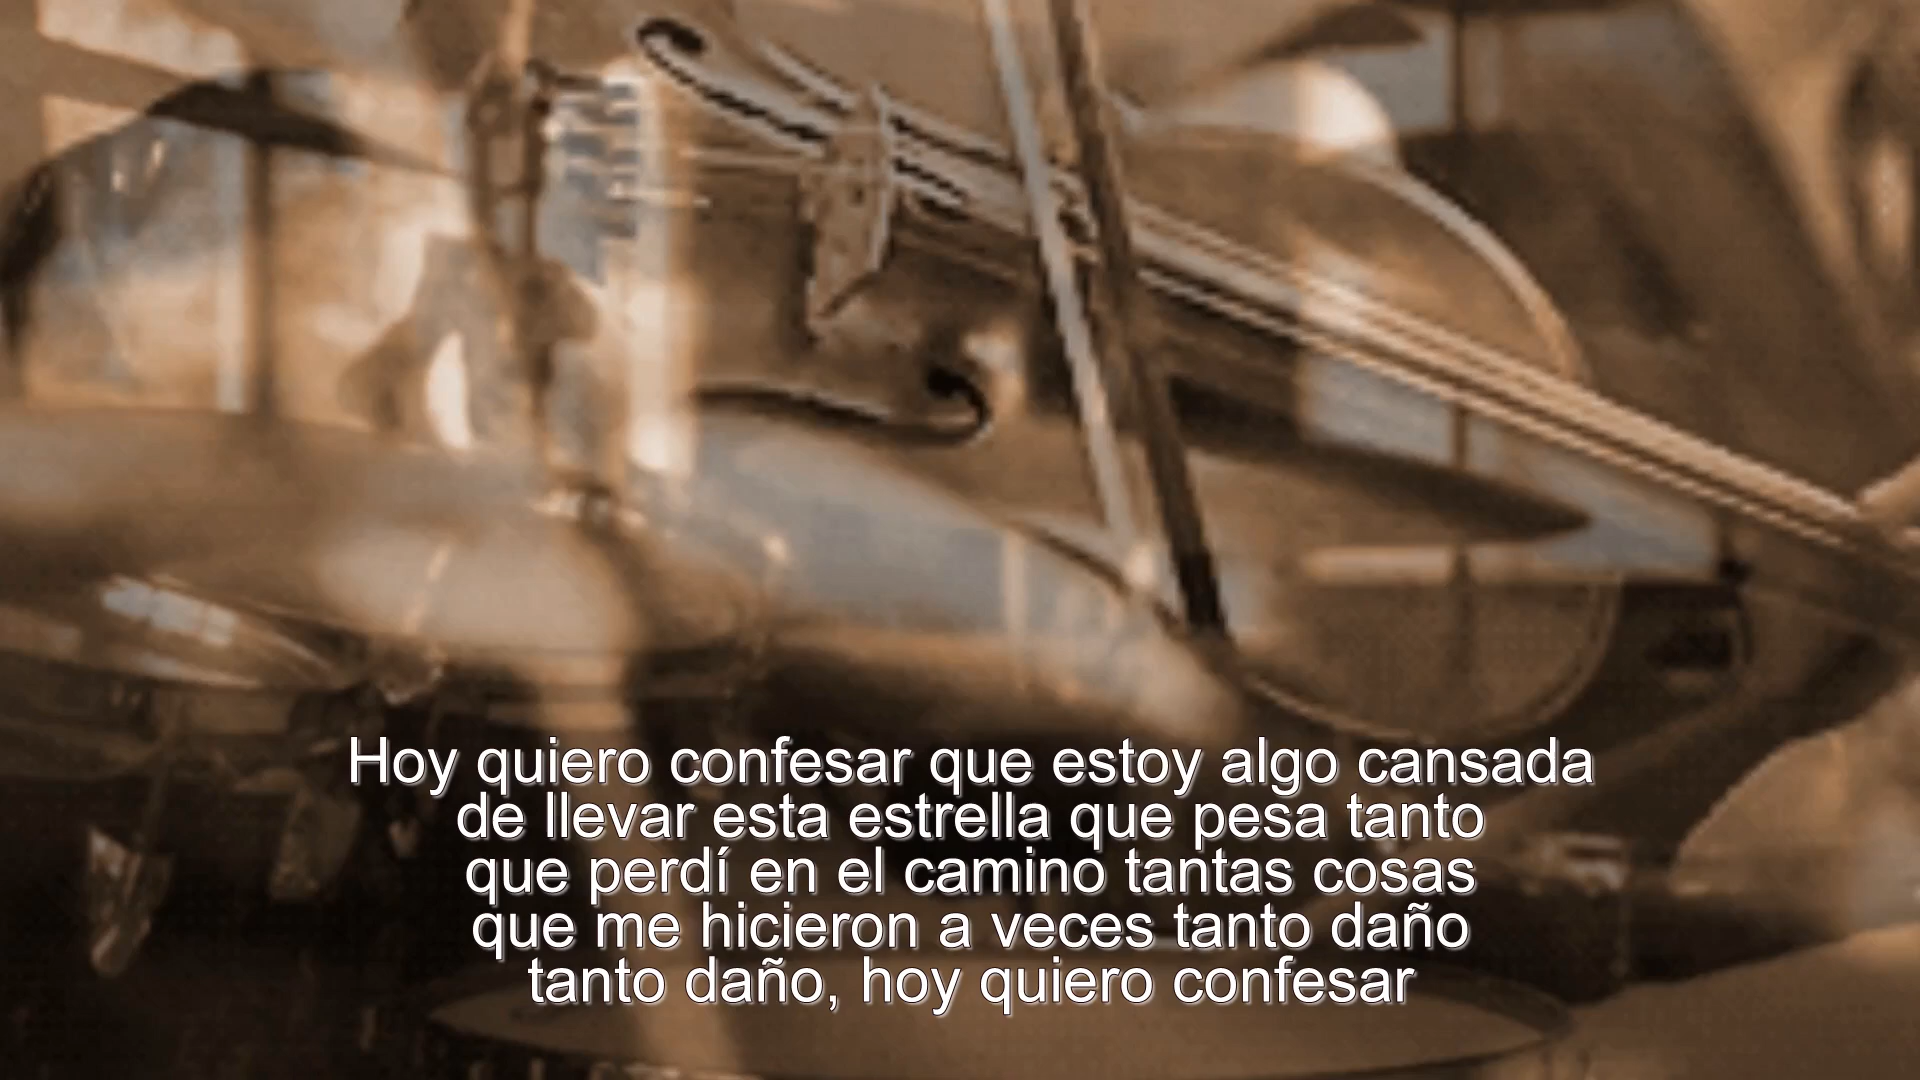 Hoy quiero confesar que estoy algo cansada
de llevar esta estrella que pesa tanto
que perdí en el camino tantas cosas
que me hicieron a veces tanto daño
tanto daño, hoy quiero confesar